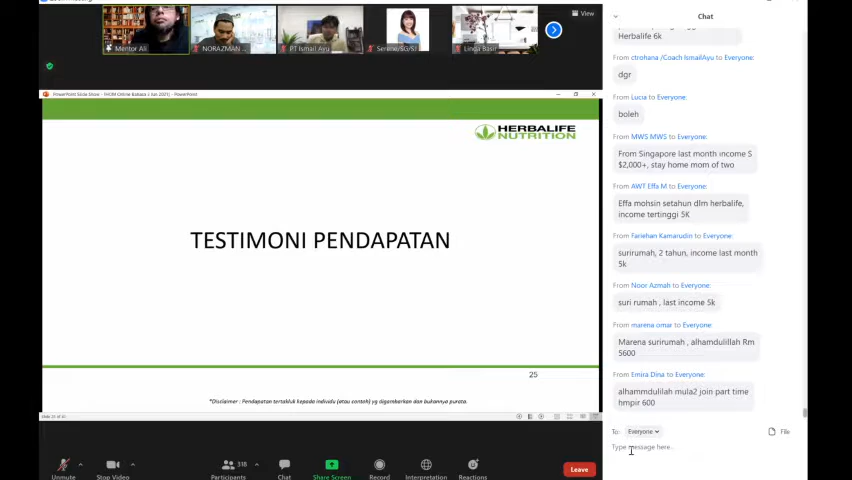 View
Mentor Ali
NORAZMAN ...
PT Ismail Ayu
Serene/SG/S!
Linda Basir
PowerPoint Slide Show
HERBALIFE
NUTRITION
TESTIMONI PENDAPATAN
25
*Disclaimer : Pendapatan tertakluk kepada individu (atau contoh) yg digambarkan dan bukannya purata.
Unmute
Stop Video
318
Participants
Chat
Share Screen
Record
Interpretation
Reactions
Leave
Chat
Herbalife 6k
From ctrohana /Coach IsmailAyu to Everyone:
dgr
From Lucia to Everyone:
boleh
From MWS MWS to Everyone:
From Singapore last month income S
$2,000+, stay home mom of two
From AWT Effa M to Everyone:
Effa mohsin setahun dlm herbalife,
income tertinggi 5K
From Fariehan Kamarudin to Everyone:
surirumah, 2 tahun, income last month
5k
From Noor Azmah to Everyone:
suri rumah , last income 5k
From marena omar to Everyone:
Marena surirumah , alhamdulillah Rm
5600
From Emira Dina to Everyone:
alhammdulilah mula2 join part time
hmpir 600
To: Everyone
File
Type message here...